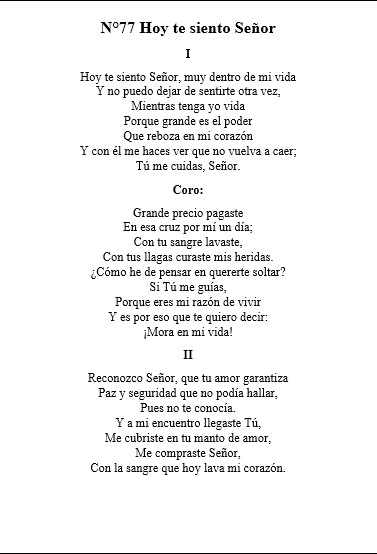 N°77 Hoy te siento Señor
I
Hoy te siento Señor, muy dentro de mi vida
Y no puedo dejar de sentirte otra vez,
Mientras tenga yo vida
Porque grande es el poder
Que reboza en mi corazón
Y con él me haces ver que no vuelva a caer;
Tú me cuidas, Señor.
Coro:
Grande precio pagaste
En esa cruz por mí un día;
Con tu sangre lavaste,
Con tus llagas curaste mis heridas.
¿Cómo he de pensar en quererte soltar?
Si Tú me guías,
Porque eres mi razón de vivir
Y es por eso que te quiero decir:
¡Mora en mi vida!
II
Reconozco Señor, que tu amor garantiza
Paz y seguridad que no podía hallar,
Pues no te conocía.
Y a mi encuentro llegaste Tú,
Me cubriste en tu manto de amor,
Me compraste Señor,
Con la sangre que hoy lava mi corazón.